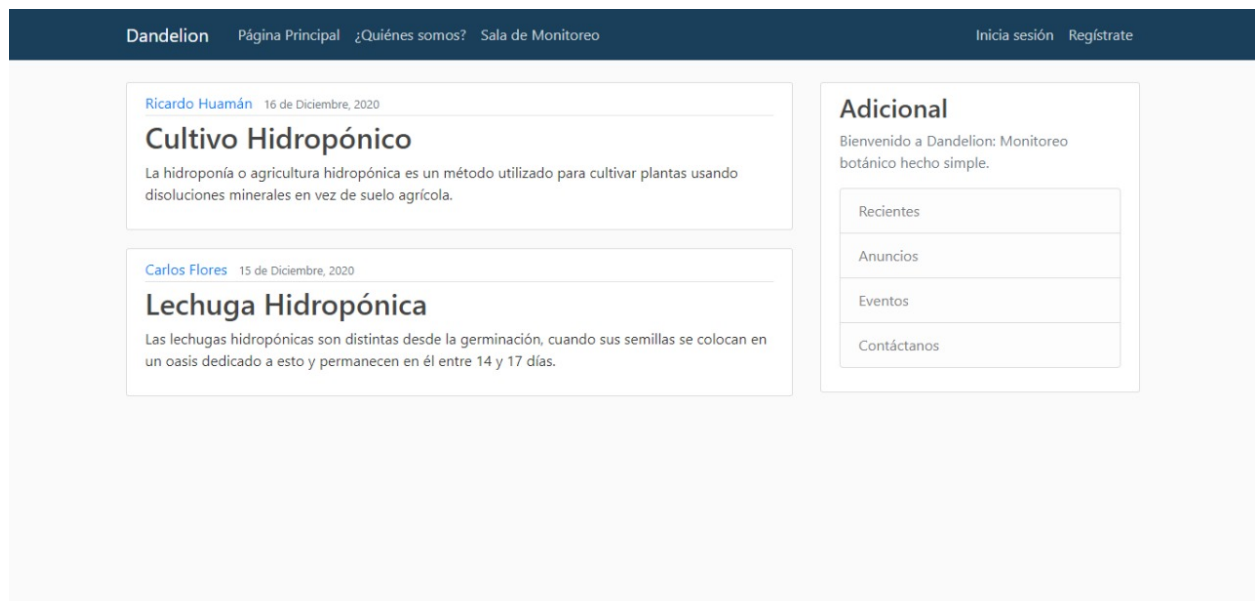 Dandelion Página Principal ¿Quiénes somos? Sala de Monitoreo Inicia sesión Regístrate
Ricardo Huamán 16 de Diciembre, 2020
Cultivo Hidropónico
La hidroponía o agricultura hidropónica es un método utilizado para cultivar plantas usando
disoluciones minerales en vez de suelo agrícola.
Carlos Flores 15 de Diciembre, 2020
Lechuga Hidropónica
Las lechugas hidropónicas son distintas desde la germinación, cuando sus semillas se colocan en
un oasis dedicado a esto y permanecen en él entre 14 y 17 días.
Adicional
Bienvenido a Dandelion: Monitoreo
botánico hecho simple.
Recientes
Anuncios
Eventos
Contáctanos